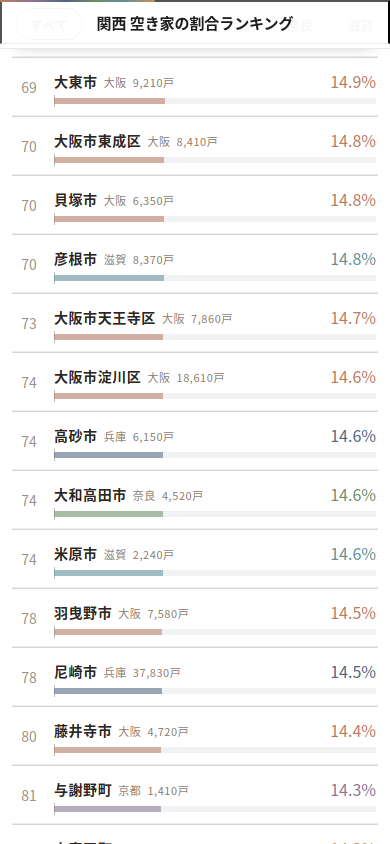 すべて
滋賀
関西 空き家の割合ランキング
69 大東市 大阪 9,210戸 14.9%
70 大阪市東成区 大阪 8,410戸 14.8%
70 貝塚市 大阪 6,350戸 14.8%
70 彦根市 滋賀 8,370戸 14.8%
73 大阪市天王寺区 大阪 7,860戸 14.7%
74 大阪市淀川区 大阪 18,610戸 14.6%
74 高砂市 兵庫 6,150戸 14.6%
74 大和高田市 奈良 4,520戸 14.6%
74 米原市 滋賀 2,240戸 14.6%
78 羽曳野市 大阪 7,580戸 14.5%
78 尼崎市 兵庫 37,830戸 14.5%
80 藤井寺市 大阪 4,720戸 14.4%
81 与謝野町 京都 1,410戸 14.3%